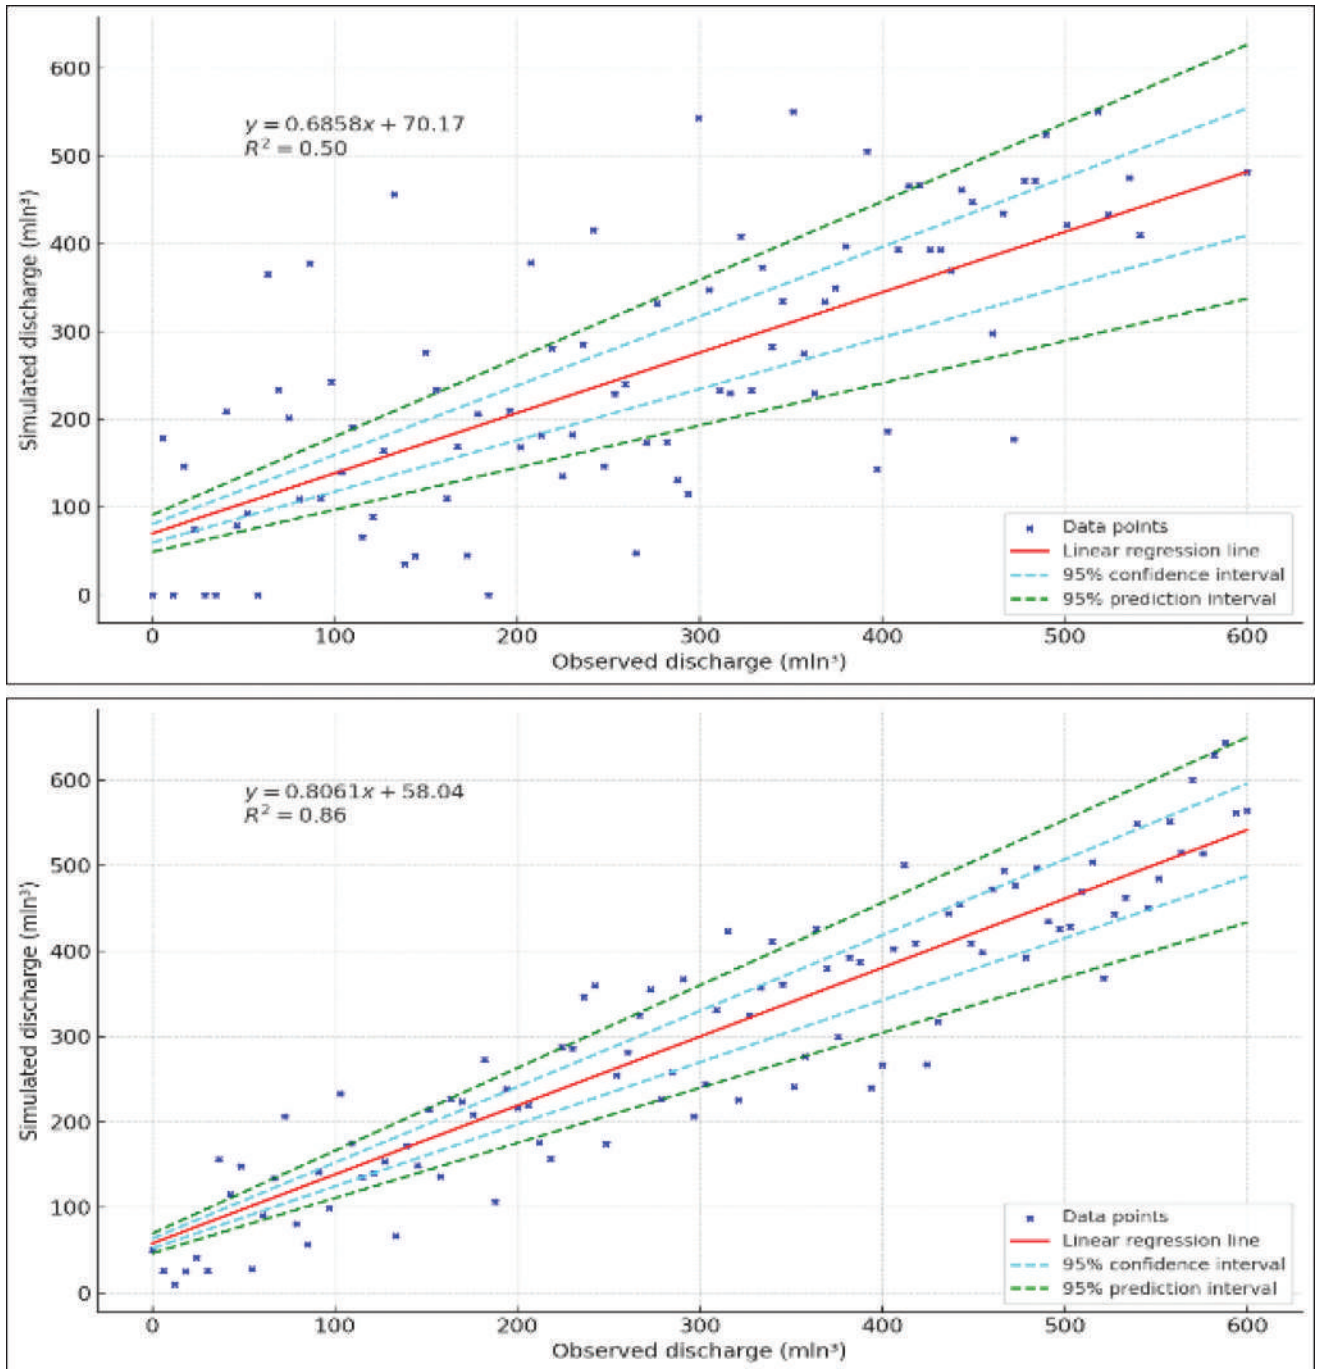 600
500
400
300
200
100
0
Simulated discharge (mln³)
y = 0.6858x + 70.17
R² = 0.50
Data points
Linear regression line
95% confidence interval
95% prediction interval
0 100 200 300 400 500 600
Observed discharge (mln³)
600
500
400
300
200
100
0
Simulated discharge (mln³)
y = 0.8061x + 58.04
R² = 0.86
Data points
Linear regression line
95% confidence interval
95% prediction interval
0 100 200 300 400 500 600
Observed discharge (mln³)